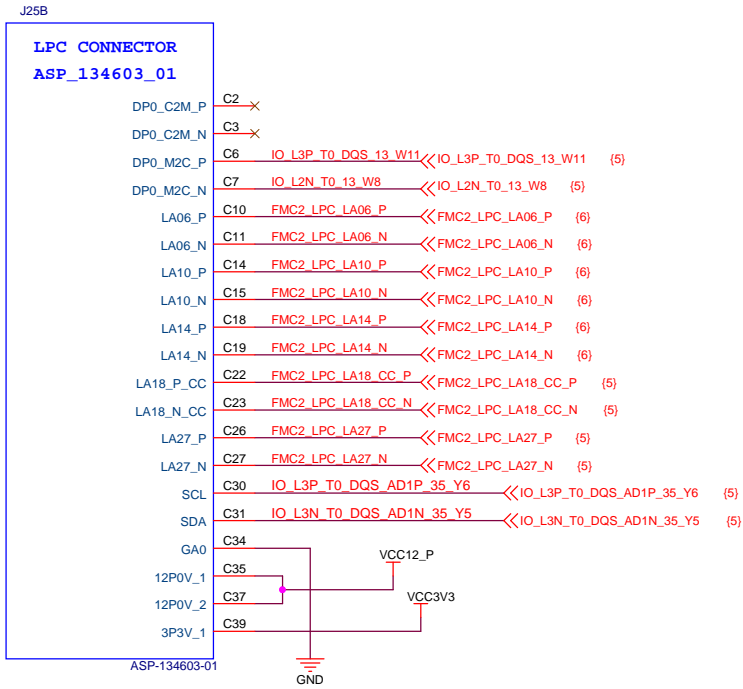 J25B
LPC CONNECTOR
ASP_134603_01
DP0_C2M_P C2
DP0_C2M_N C3
DP0_M2C_P C6 IO_L3P_T0_DQS_13_W11 IO_L3P_T0_DQS_13_W11 {5}
DP0_M2C_N C7 IO_L2N_T0_13_W8 IO_L2N_T0_13_W8 {5}
LA06_P C10 FMC2_LPC_LA06_P FMC2_LPC_LA06_P {6}
LA06_N C11 FMC2_LPC_LA06_N FMC2_LPC_LA06_N {6}
LA10_P C14 FMC2_LPC_LA10_P FMC2_LPC_LA10_P {6}
LA10_N C15 FMC2_LPC_LA10_N FMC2_LPC_LA10_N {6}
LA14_P C18 FMC2_LPC_LA14_P FMC2_LPC_LA14_P {6}
LA14_N C19 FMC2_LPC_LA14_N FMC2_LPC_LA14_N {6}
LA18_P_CC C22 FMC2_LPC_LA18_CC_P FMC2_LPC_LA18_CC_P {5}
LA18_N_CC C23 FMC2_LPC_LA18_CC_N FMC2_LPC_LA18_CC_N {5}
LA27_P C26 FMC2_LPC_LA27_P FMC2_LPC_LA27_P {5}
LA27_N C27 FMC2_LPC_LA27_N FMC2_LPC_LA27_N {5}
SCL C30 IO_L3P_T0_DQS_AD1P_35_Y6 IO_L3P_T0_DQS_AD1P_35_Y6 {5}
SDA C31 IO_L3N_T0_DQS_AD1N_35_Y5 IO_L3N_T0_DQS_AD1N_35_Y5 {5}
GA0 C34
VCC12_P
12P0V_1 C35
12P0V_2 C37
VCC3V3
3P3V_1 C39
ASP-134603-01
GND